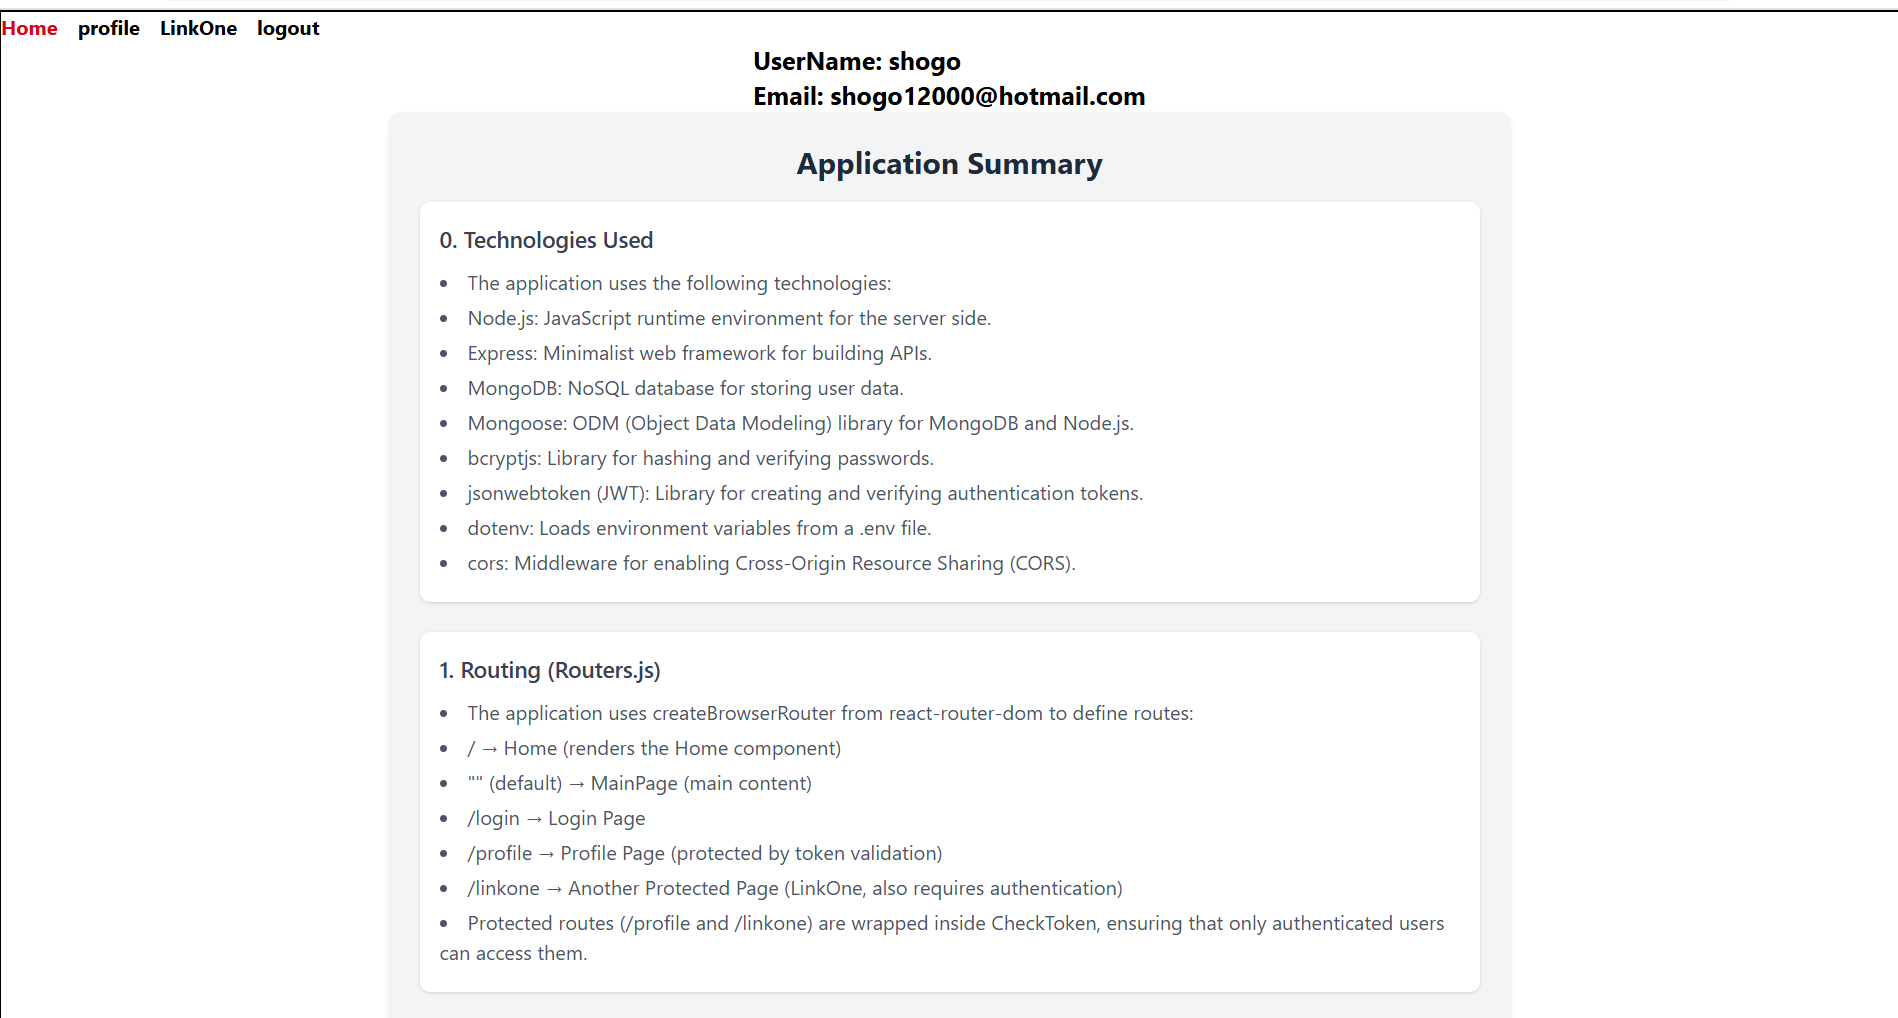 Home profile LinkOne logout
UserName: shogo
Email: shogo12000@hotmail.com
Application Summary
0. Technologies Used
• The application uses the following technologies:
• Node.js: JavaScript runtime environment for the server side.
• Express: Minimalist web framework for building APIs.
• MongoDB: NoSQL database for storing user data.
• Mongoose: ODM (Object Data Modeling) library for MongoDB and Node.js.
• bcryptjs: Library for hashing and verifying passwords.
• jsonwebtoken (JWT): Library for creating and verifying authentication tokens.
• dotenv: Loads environment variables from a .env file.
• cors: Middleware for enabling Cross-Origin Resource Sharing (CORS).
1. Routing (Routers.js)
• The application uses createBrowserRouter from react-router-dom to define routes:
• / → Home (renders the Home component)
• "" (default) → MainPage (main content)
• /login → Login Page
• /profile → Profile Page (protected by token validation)
• /linkone → Another Protected Page (LinkOne, also requires authentication)
• Protected routes (/profile and /linkone) are wrapped inside CheckToken, ensuring that only authenticated users
can access them.